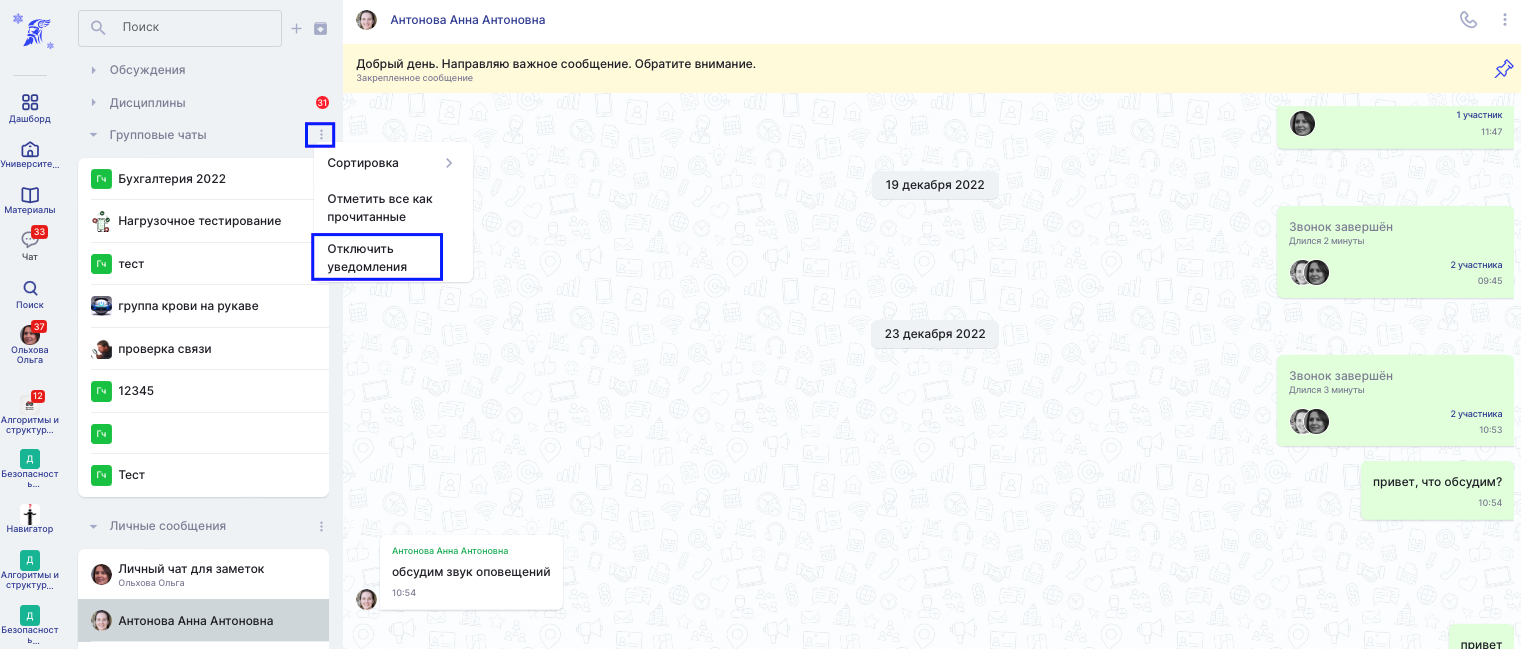 Поиск
Обсуждения
Дисциплины
31
Групповые чаты
Гч
Бухгалтерия 2022
Нагрузочное тестирование
Гч
тест
группа крови на рукаве
проверка связи
Гч
12345
Гч
Гч
Тест
Личные сообщения
Личный чат для заметок
Ольхова Ольга
Антонова Анна Антоновна
Дашборд
Университе...
Материалы
33
Чат
Поиск
37
Ольхова
Ольга
12
Алгоритмы и
структур...
Д
Безопасност
ь...
Навигатор
Д
Алгоритмы и
структур...
Д
Безопасност
ь...
Сортировка
Отметить все как
прочитанные
Отключить
уведомления
Антонова Анна Антоновна
Добрый день. Направляю важное сообщение. Обратите внимание.
Закрепленное сообщение
1 участник
11:47
19 декабря 2022
Звонок завершён
Длился 2 минуты
2 участника
09:45
23 декабря 2022
Звонок завершён
Длился 3 минуты
2 участника
10:53
привет, что обсудим?
10:54
Антонова Анна Антоновна
обсудим звук оповещений
10:54
привет